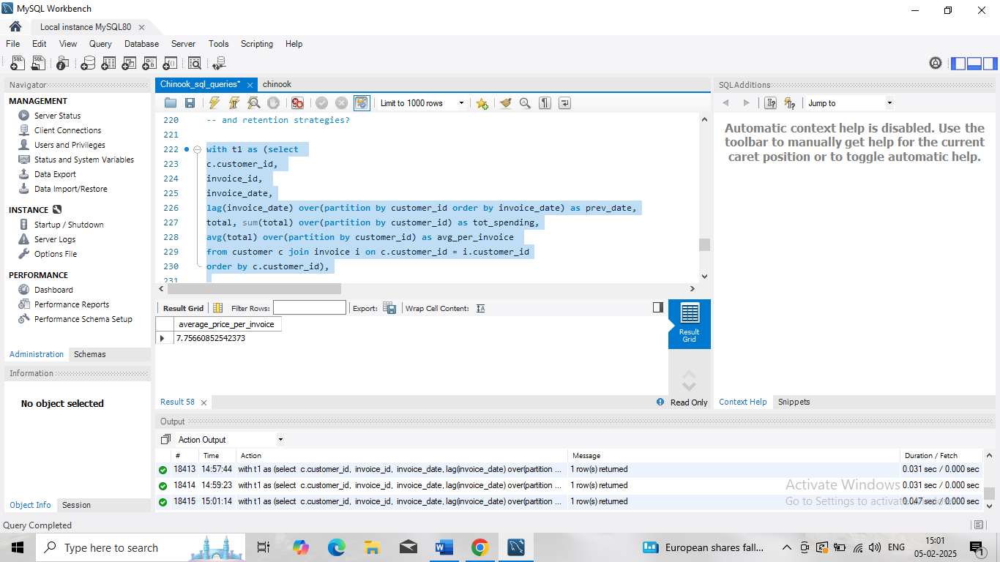 MySQL Workbench
Local instance MySQL80
File Edit View Query Database Server Tools Scripting Help
Navigator
MANAGEMENT
Server Status
Client Connections
Users and Privileges
Status and System Variables
Data Export
Data Import/Restore
INSTANCE
Startup / Shutdown
Server Logs
Options File
PERFORMANCE
Dashboard
Performance Reports
Performance Schema Setup
Administration Schemas
Information
No object selected
Object Info Session
Chinook_sql_queries* chinook
Limit to 1000 rows
220 -- and retention strategies?
221
222 with t1 as (select
223 c.customer_id,
224 invoice_id,
225 invoice_date,
226 lag(invoice_date) over(partition by customer_id order by invoice_date) as prev_date,
227 total, sum(total) over(partition by customer_id) as tot_spending,
228 avg(total) over(partition by customer_id) as avg_per_invoice
229 from customer c join invoice i on c.customer_id = i.customer_id
230 order by c.customer_id),
231
Result Grid Filter Rows: Export: Wrap Cell Content:
average_price_per_invoice
7.75660852542373
Result
Grid
Result 58 Read Only
SQLAdditions
Jump to
Automatic context help is disabled. Use the
toolbar to manually get help for the current
caret position or to toggle automatic help.
Context Help Snippets
Output
Action Output
# Time Action Message Duration / Fetch
18413 14:57:44 with t1 as (select c.customer_id, invoice_id, invoice_date, lag(invoice_date) over(partition ... 1 row(s) returned 0.031 sec / 0.000 sec
18414 14:59:23 with t1 as (select c.customer_id, invoice_id, invoice_date, lag(invoice_date) over(partition ... 1 row(s) returned 0.031 sec / 0.000 sec
18415 15:01:14 with t1 as (select c.customer_id, invoice_id, invoice_date, lag(invoice_date) over(partition ... 1 row(s) returned 0.047 sec / 0.000 sec
Activate Windows
Go to Settings to activate Windows.
Query Completed
Type here to search
European shares fall...
ENG
15:01
05-02-2025
1